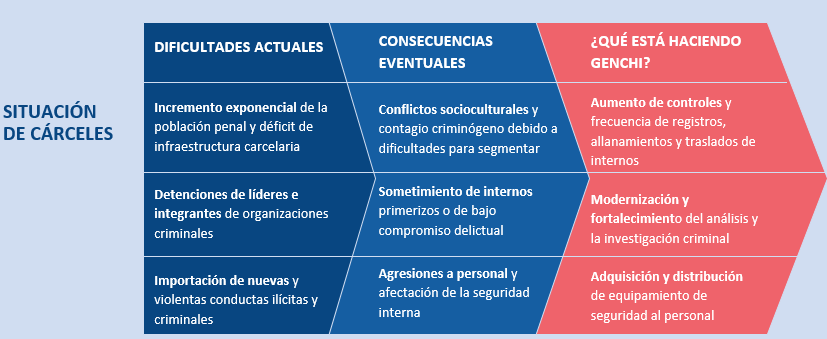 SITUACIÓN
DE CÁRCELES
DIFICULTADES ACTUALES
CONSECUENCIAS
EVENTUALES
¿QUÉ ESTÁ HACIENDO
GENCHI?
Incremento exponencial de la
población penal y déficit de
infraestructura carcelaria
Conflictos socioculturales y
contagio criminógeno debido a
dificultades para segmentar
Aumento de controles y
frecuencia de registros,
allanamientos y traslados de
internos
Detenciones de líderes e
integrantes de organizaciones
criminales
Sometimiento de internos
primerizos o de bajo
compromiso delictual
Modernización y
fortalecimiento del análisis y
la investigación criminal
Importación de nuevas y
violentas conductas ilícitas y
criminales
Agresiones a personal y
afectación de la seguridad
interna
Adquisición y distribución
de equipamiento de
seguridad al personal